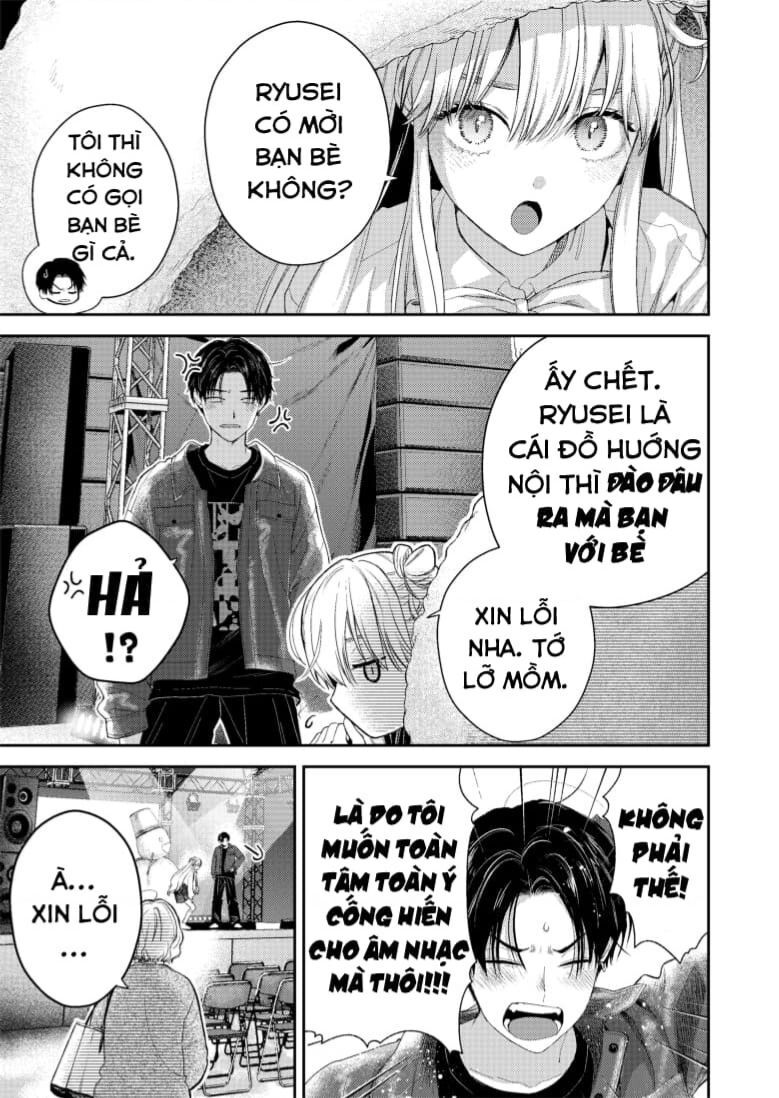 RYUSEI
CÓ MỜI
BẠN BÈ
KHÔNG?
TÔI THÌ
KHÔNG
CÓ GỌI
BẠN BÈ
GÌ CẢ.
ẤY CHẾT.
RYUSEI LÀ
CÁI ĐỒ HƯỚNG
NỘI THÌ ĐÀO ĐÂU
RA MÀ BẠN
VỚI BÈ
XIN LỖI
NHA. TỚ
LỠ MỒM.
HẢ
!?
KHÔNG
PHẢI
THẾ!
LÀ DO TÔI
MUỐN TOÀN
TÂM TOÀN Ý
CỐNG HIẾN
CHO ÂM NHẠC
MÀ THÔI!!!
À...
XIN LỖI
...